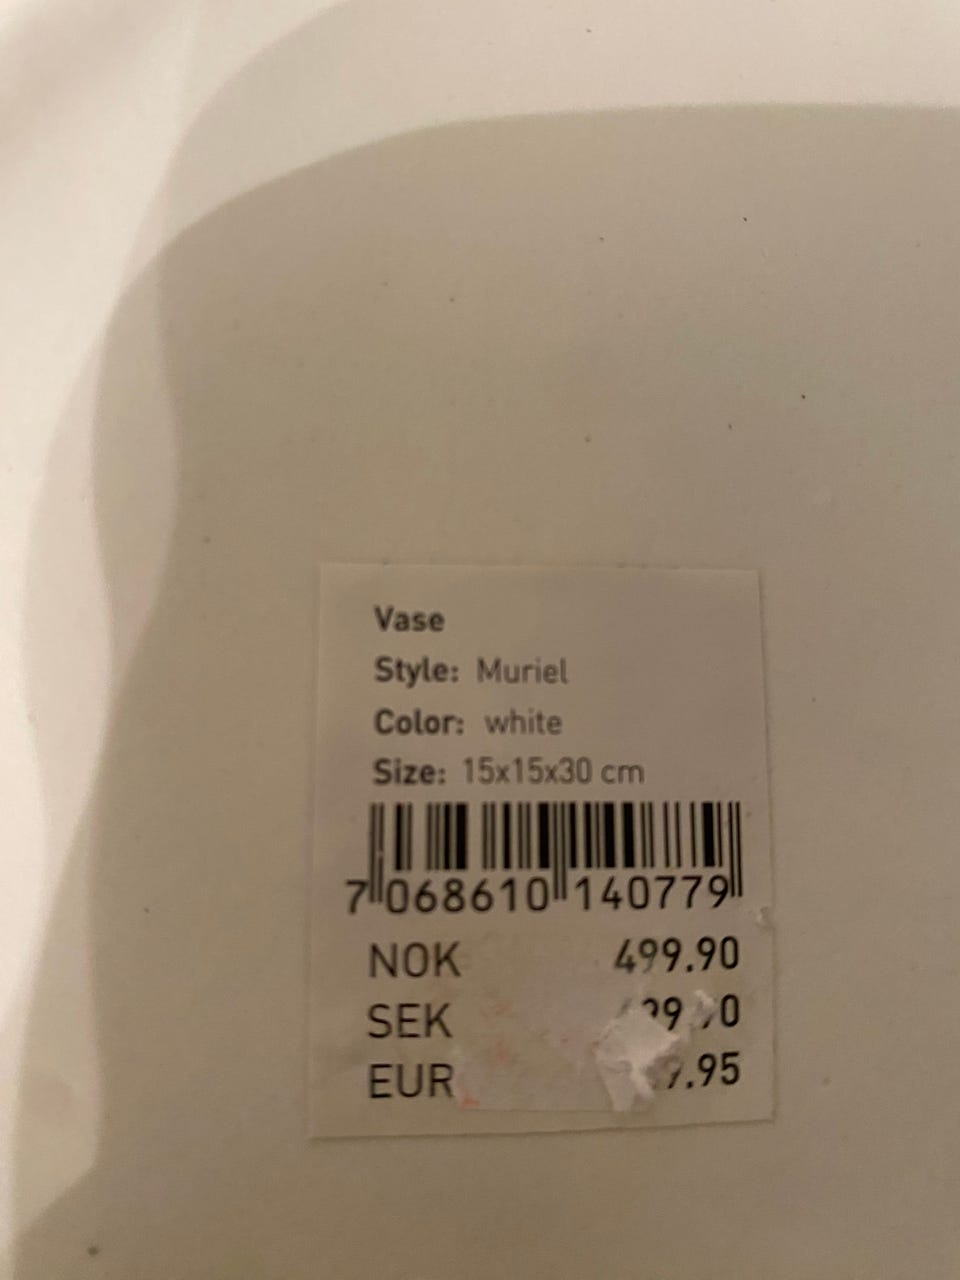 Vase
Style: Muriel
Color: white
Size: 15x15x30 cm
7 068610 140779
NOK 499.90
SEK
EUR